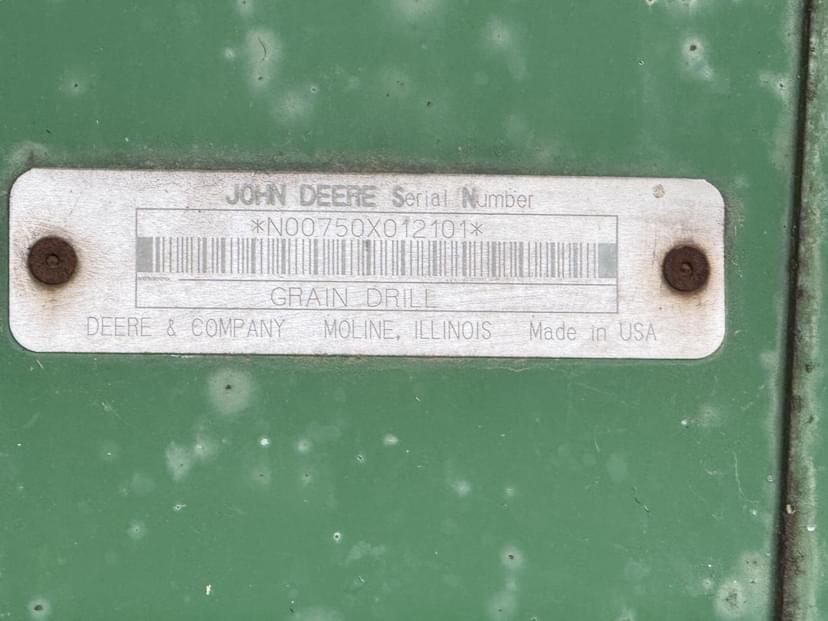 JOHN DEERE Serial Number
*N00750X012101*
GRAIN DRILL
DEERE & COMPANY MOLINE, ILLINOIS Made in USA